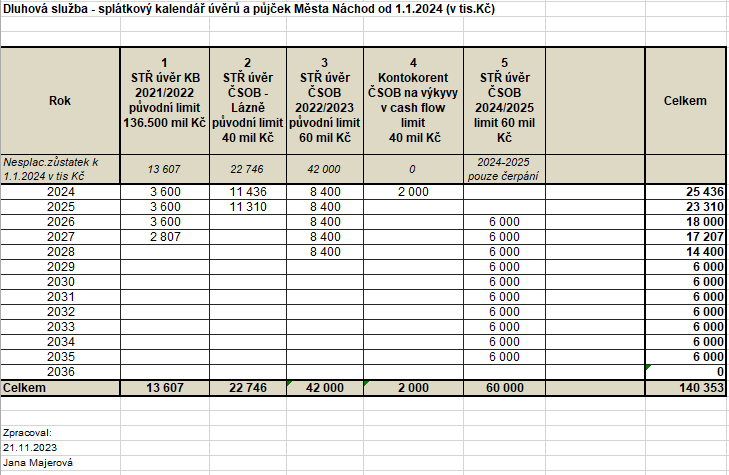 Dluhová služba - splátkový kalendář úvěrů a půjček Města Náchod od 1.1.2024 (v tis.Kč)
Rok
1
STŘ úvěr KB
2021/2022
původní limit
136.500 mil Kč
2
STŘ úvěr
ČSOB -
Lázně
původní limit
40 mil Kč
3
STŘ úvěr
ČSOB
2022/2023
původní limit
60 mil Kč
4
Kontokorent
ČSOB na výkyvy
v cash flow
limit
40 mil Kč
5
STŘ úvěr
ČSOB
2024/2025
limit 60 mil
Kč
Celkem
Nesplac.zůstatek k
1.1.2024 v tis Kč
13 607
22 746
42 000
0
2024-2025
pouze čerpání
2024 3 600 11 436 8 400 2 000 25 436
2025 3 600 11 310 8 400 23 310
2026 3 600 8 400 6 000 18 000
2027 2 807 8 400 6 000 17 207
2028 8 400 6 000 14 400
2029 6 000 6 000
2030 6 000 6 000
2031 6 000 6 000
2032 6 000 6 000
2033 6 000 6 000
2034 6 000 6 000
2035 6 000 6 000
2036 0
Celkem 13 607 22 746 42 000 2 000 60 000 140 353
Zpracoval:
21.11.2023
Jana Majerová